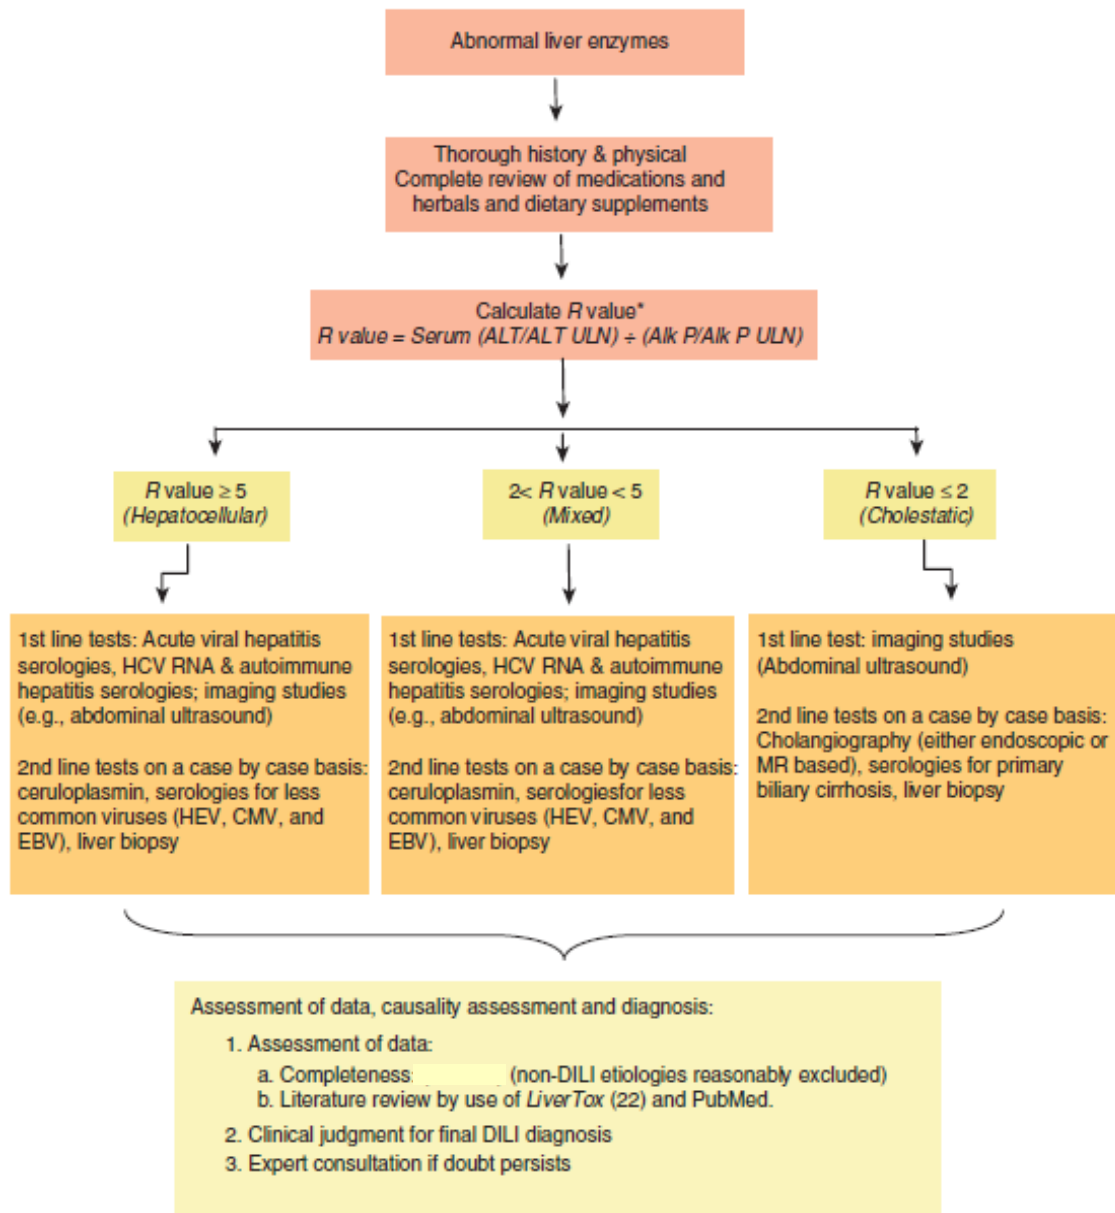 Abnormal liver enzymes
Thorough history & physical
Complete review of medications and
herbals and dietary supplements
Calculate R value*
R value = Serum (ALT/ALT ULN) ÷ (Alk P/Alk P ULN)
R value ≥ 5
(Hepatocellular)
2< R value < 5
(Mixed)
R value ≤ 2
(Cholestatic)
1st line tests: Acute viral hepatitis
serologies, HCV RNA & autoimmune
hepatitis serologies; imaging studies
(e.g., abdominal ultrasound)
2nd line tests on a case by case basis:
ceruloplasmin, serologies for less
common viruses (HEV, CMV, and
EBV), liver biopsy
1st line tests: Acute viral hepatitis
serologies, HCV RNA & autoimmune
hepatitis serologies; imaging studies
(e.g., abdominal ultrasound)
2nd line tests on a case by case basis:
ceruloplasmin, serologiesfor less
common viruses (HEV, CMV, and
EBV), liver biopsy
1st line test: imaging studies
(Abdominal ultrasound)
2nd line tests on a case by case basis:
Cholangiography (either endoscopic or
MR based), serologies for primary
biliary cirrhosis, liver biopsy
Assessment of data, causality assessment and diagnosis:
1. Assessment of data:
a. Completeness (non-DILI etiologies reasonably excluded)
b. Literature review by use of LiverTox (22) and PubMed.
2. Clinical judgment for final DILI diagnosis
3. Expert consultation if doubt persists